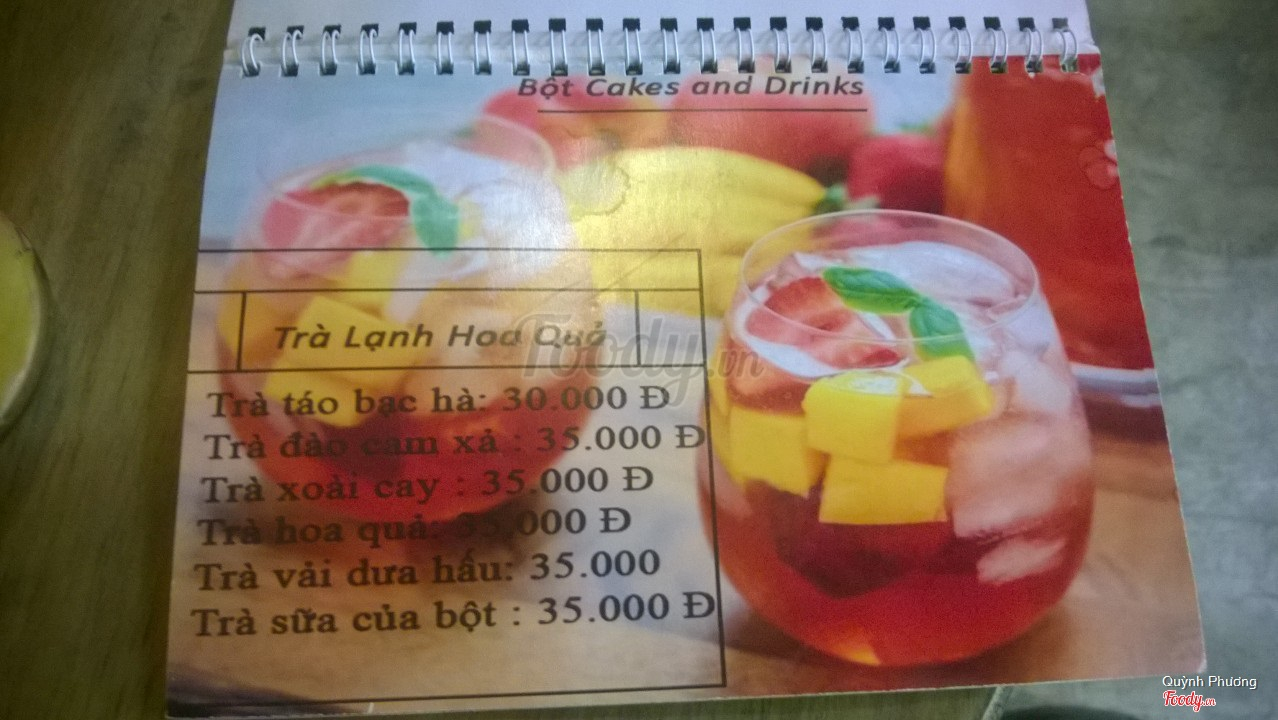 Bột Cakes and Drinks
Trà Lạnh Hoa Quả
Foody.vn
Trà táo bạc hà: 30.000 Đ
Trà đào cam xả : 35.000 Đ
Trà xoài cay : 35.000 Đ
Trà hoa quả: 35.000 Đ
Trà vải dưa hấu: 35.000
Trà sữa của bột : 35.000 Đ
Quỳnh Phương
Foody.vn